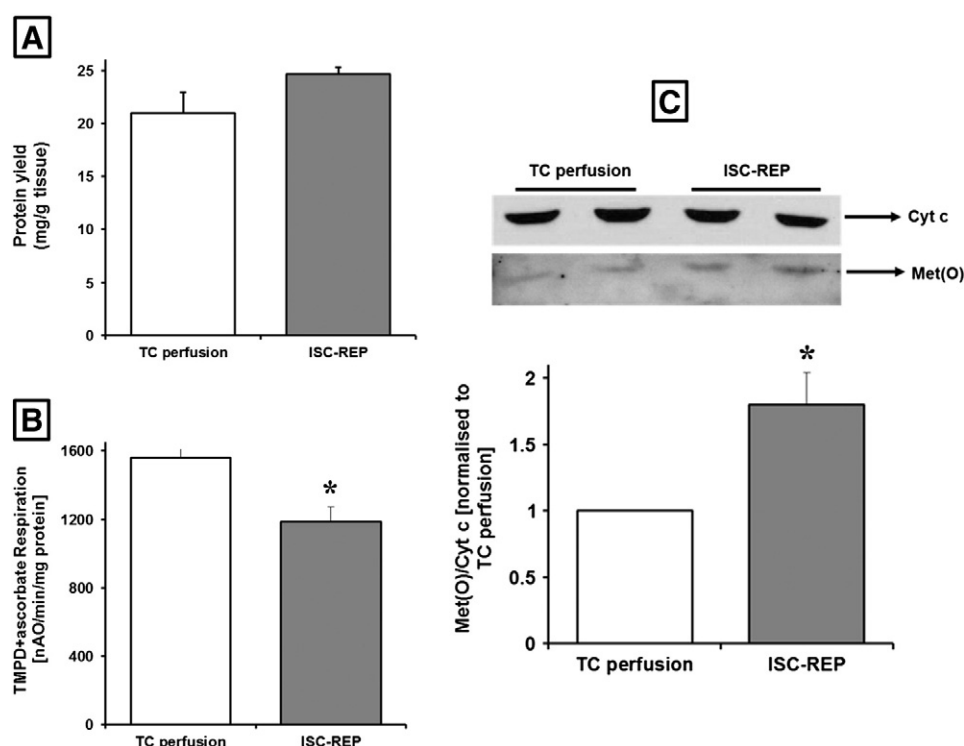 A
25
20
15
10
5
0
Protein yield
(mg/g tissue)
TC perfusion
ISC-REP
B
1600
1200
800
400
0
TMPD+ascorbate Respiration
[nAO/min/mg protein]
*
TC perfusion
ISC-REP
C
TC perfusion
ISC-REP
Cyt c
Met(O)
2
1.5
1
0.5
0
Met(O)/Cyt c [normalised to
TC perfusion]
*
TC perfusion
ISC-REP